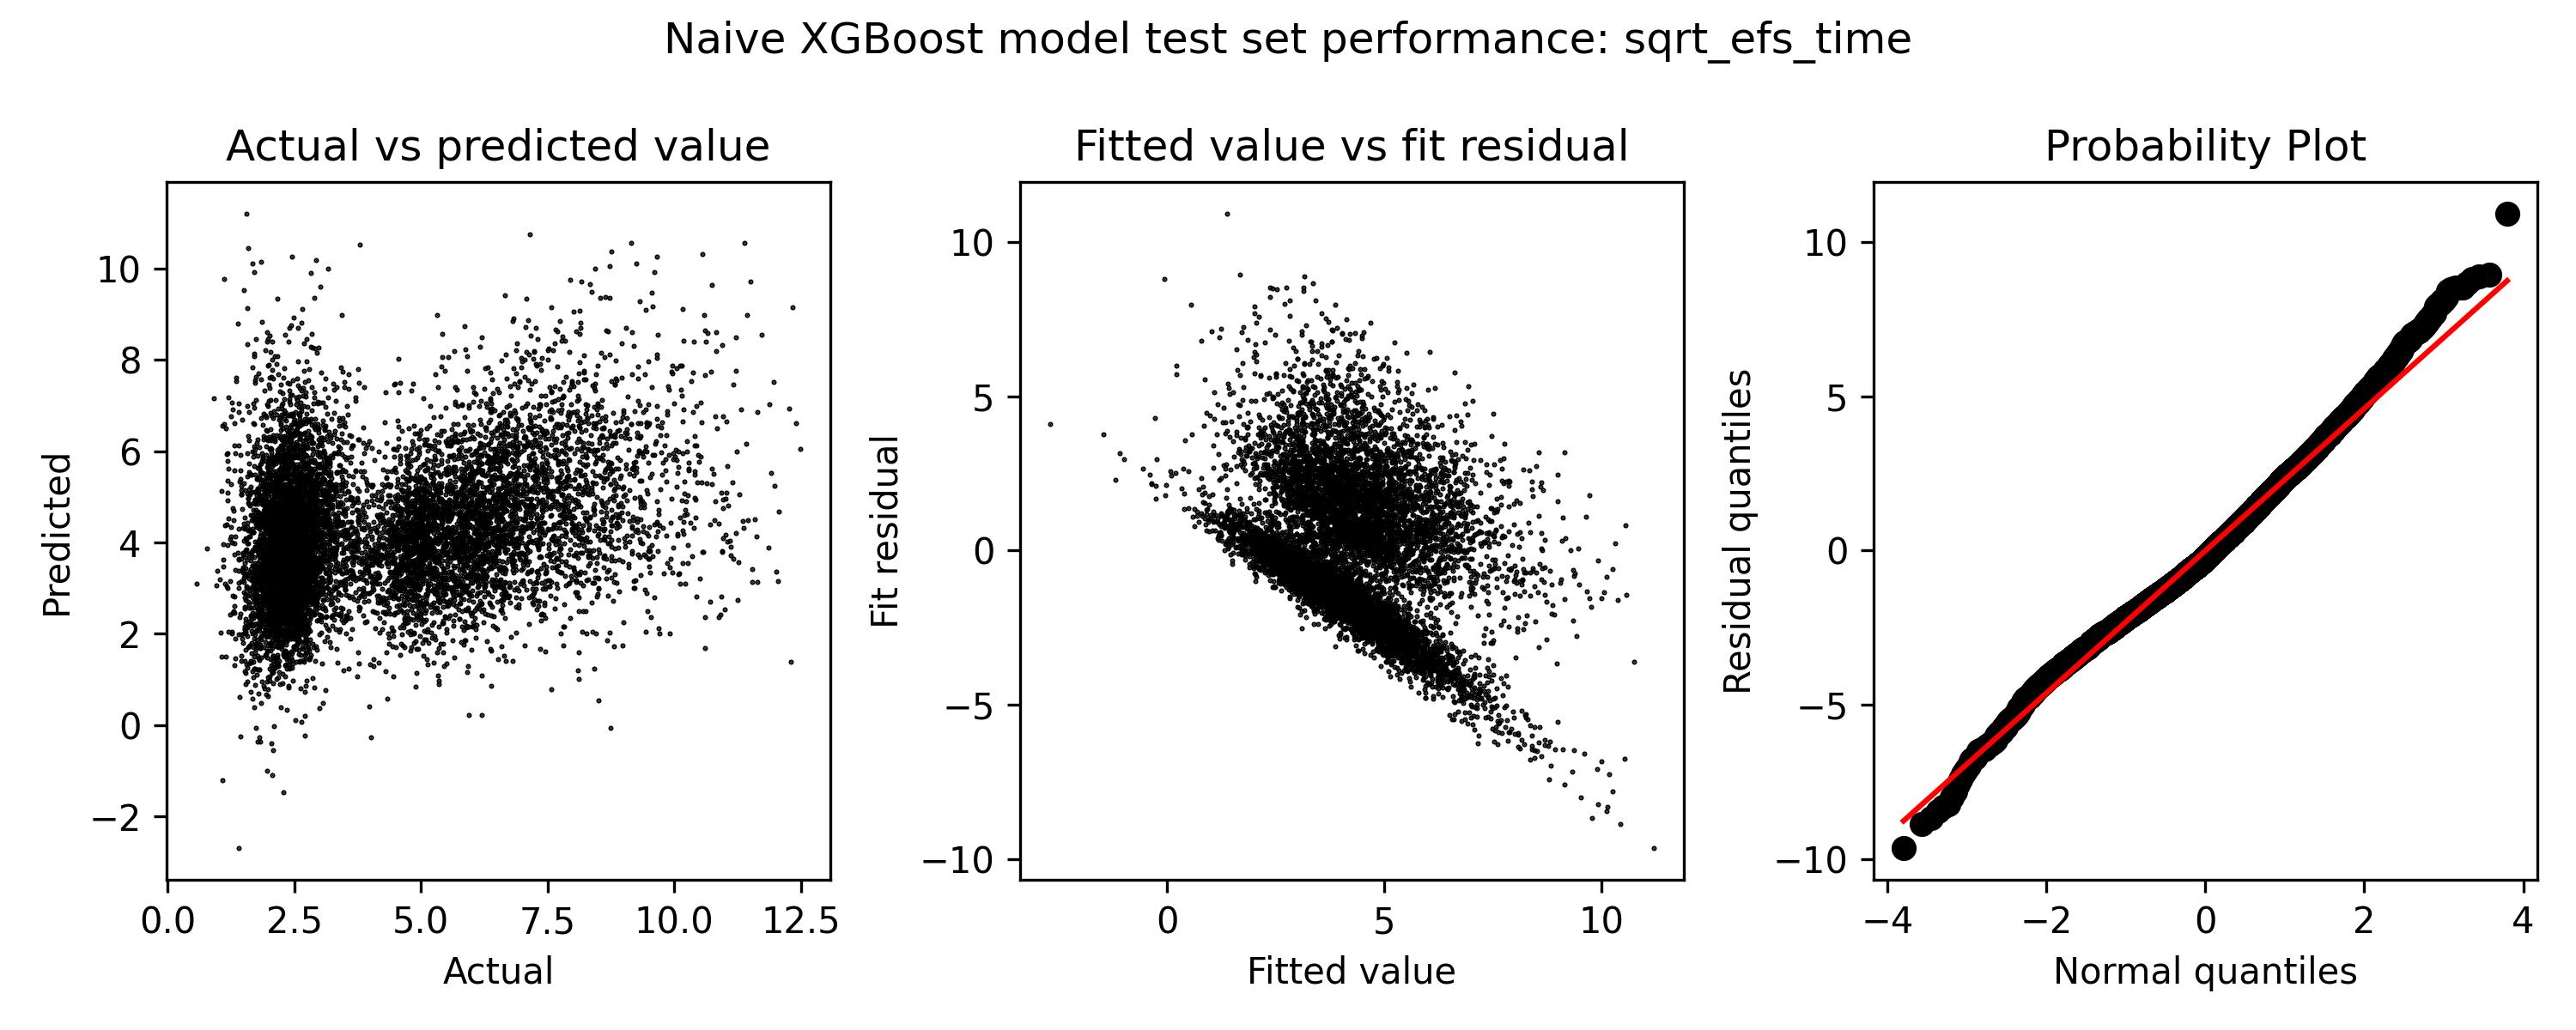 Naive XGBoost model test set performance: sqrt_efs_time
Actual vs predicted value
Predicted
10
8
6
4
2
0
−2
0.0 2.5 5.0 7.5 10.0 12.5
Actual
Fitted value vs fit residual
Fit residual
10
5
0
−5
−10
0 5 10
Fitted value
Probability Plot
Residual quantiles
10
5
0
−5
−10
−4 −2 0 2 4
Normal quantiles